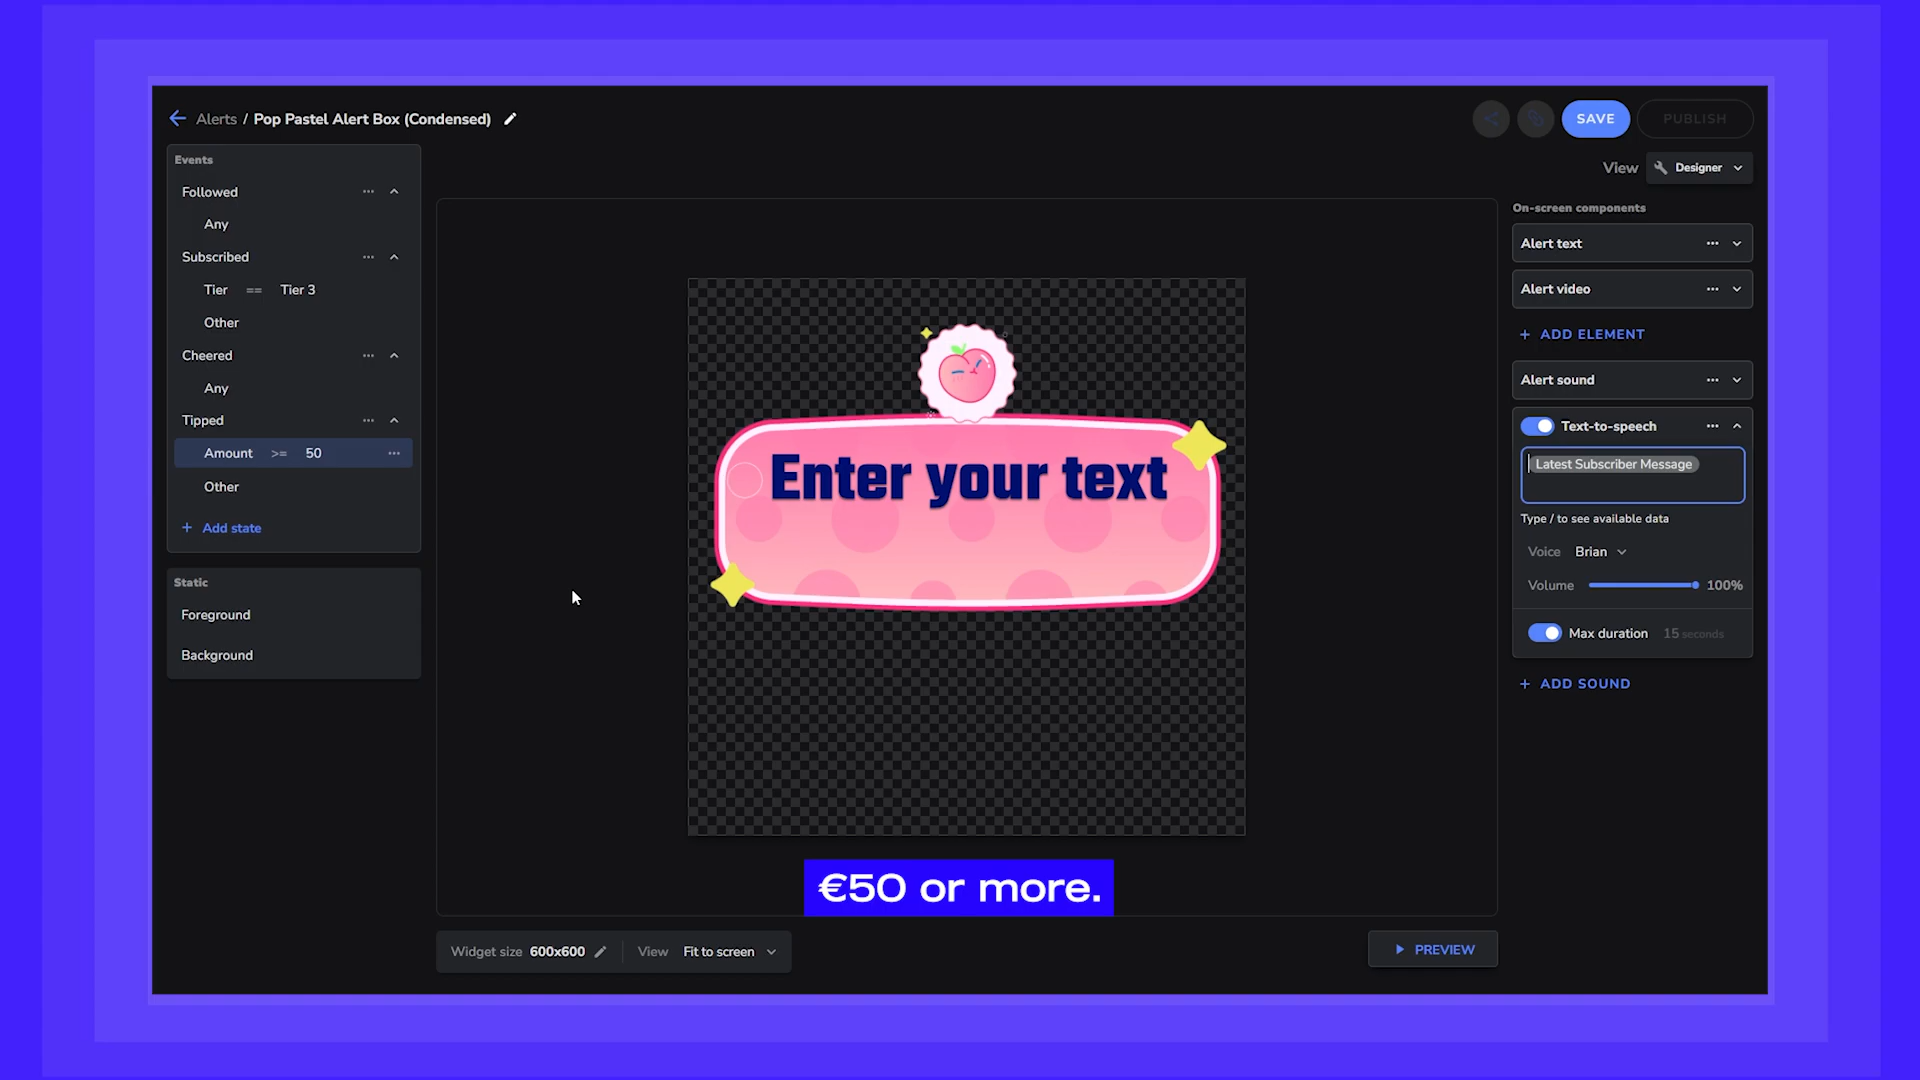 Alerts / Pop Pastel Alert Box (Condensed)
SAVE
PUBLISH
View Designer
Events
Followed
Any
Subscribed
Tier == Tier 3
Other
Cheered
Any
Tipped
Amount >= 50
Other
+ Add state
Static
Foreground
Background
Enter your text
€50 or more.
Widget size 600x600
View Fit to screen
PREVIEW
On-screen components
Alert text
Alert video
+ ADD ELEMENT
Alert sound
Text-to-speech
Latest Subscriber Message
Type / to see available data
Voice Brian
Volume 100%
Max duration 15 seconds
+ ADD SOUND